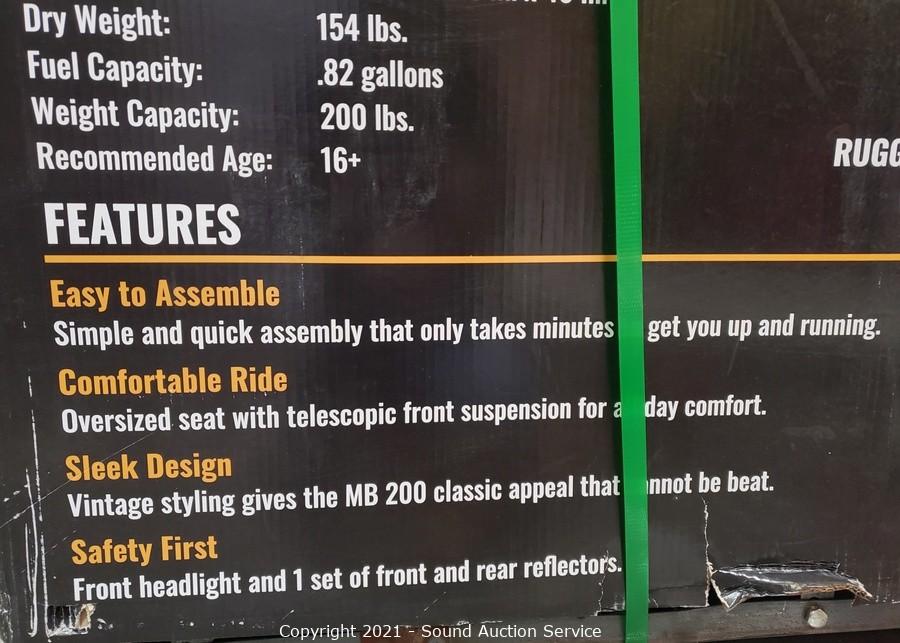 Dry Weight: 154 lbs.
Fuel Capacity: .82 gallons
Weight Capacity: 200 lbs.
Recommended Age: 16+
RUGG
FEATURES
Easy to Assemble
Simple and quick assembly that only takes minutes get you up and running.
Comfortable Ride
Oversized seat with telescopic front suspension for a day comfort.
Sleek Design
Vintage styling gives the MB 200 classic appeal that nnot be beat.
Safety First
Front headlight and 1 set of front and rear reflectors.
Copyright 2021 - Sound Auction Service